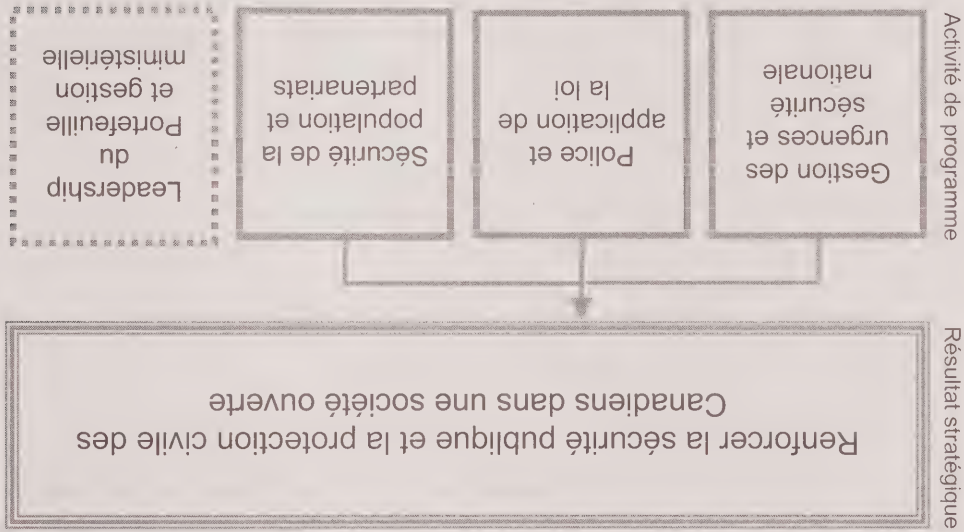 Résultat stratégique
Renforcer la sécurité publique et la protection civile des
Canadiens dans une société ouverte
Activité de programme
Gestion des
urgences et
sécurité
nationale
Police et
application de
la loi
Sécurité de la
population et
partenariats
Leadership
du
Portefeuille
et gestion
ministérielle